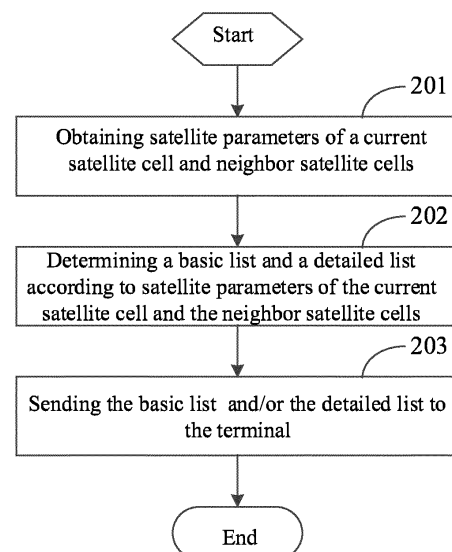 Start
201
Obtaining satellite parameters of a current
satellite cell and neighbor satellite cells
202
Determining a basic list and a detailed list
according to satellite parameters of the current
satellite cell and the neighbor satellite cells
203
Sending the basic list and/or the detailed list to
the terminal
End